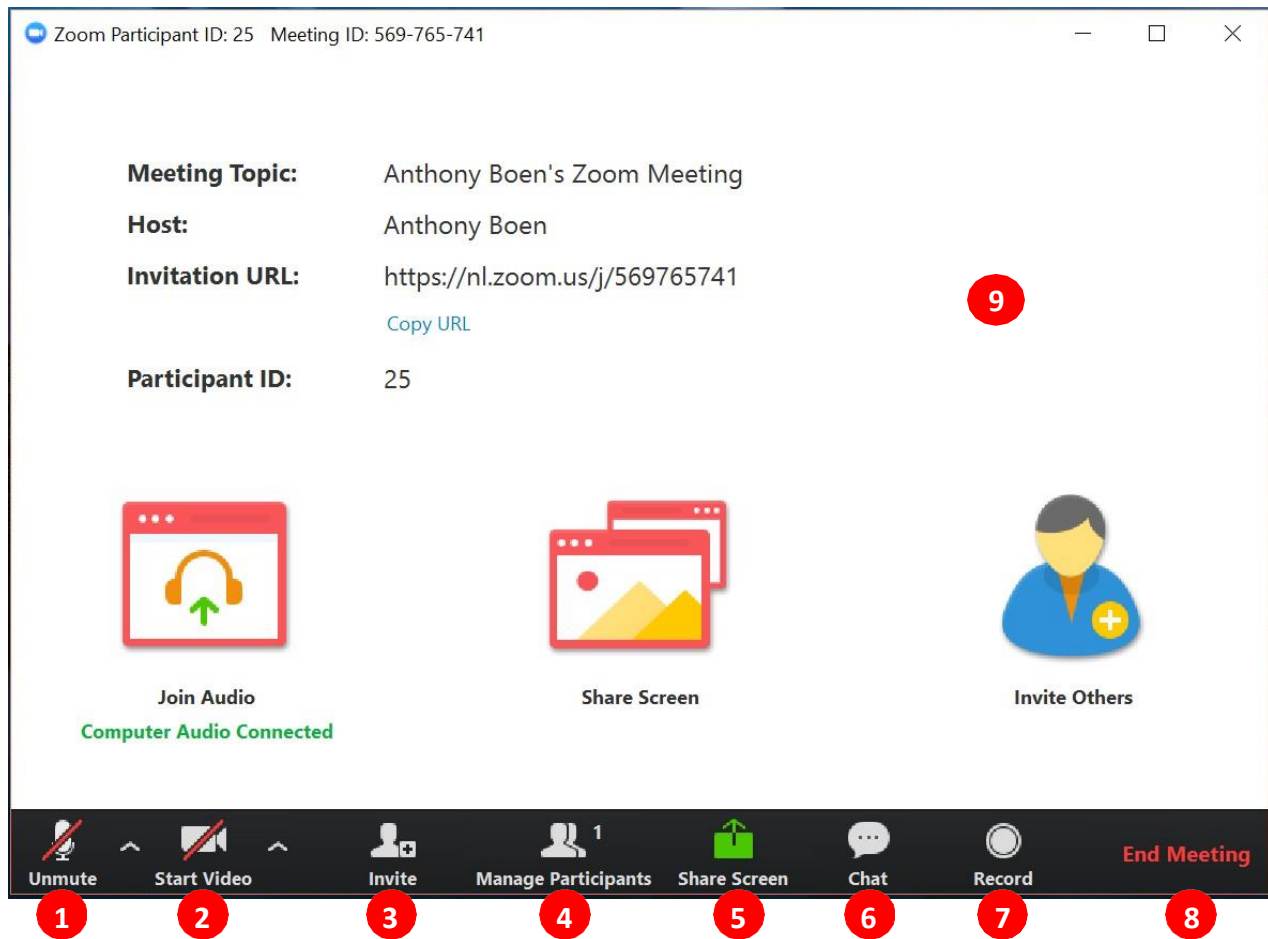 Zoom Participant ID: 25 Meeting ID: 569-765-741
Meeting Topic: Anthony Boen's Zoom Meeting
Host: Anthony Boen
Invitation URL: https://nl.zoom.us/j/569765741
9
Copy URL
Participant ID: 25
Join Audio Share Screen Invite Others
Computer Audio Connected
1
Unmute Start Video Invite Manage Participants Share Screen Chat Record End Meeting
1 2 3 4 5 6 7 8